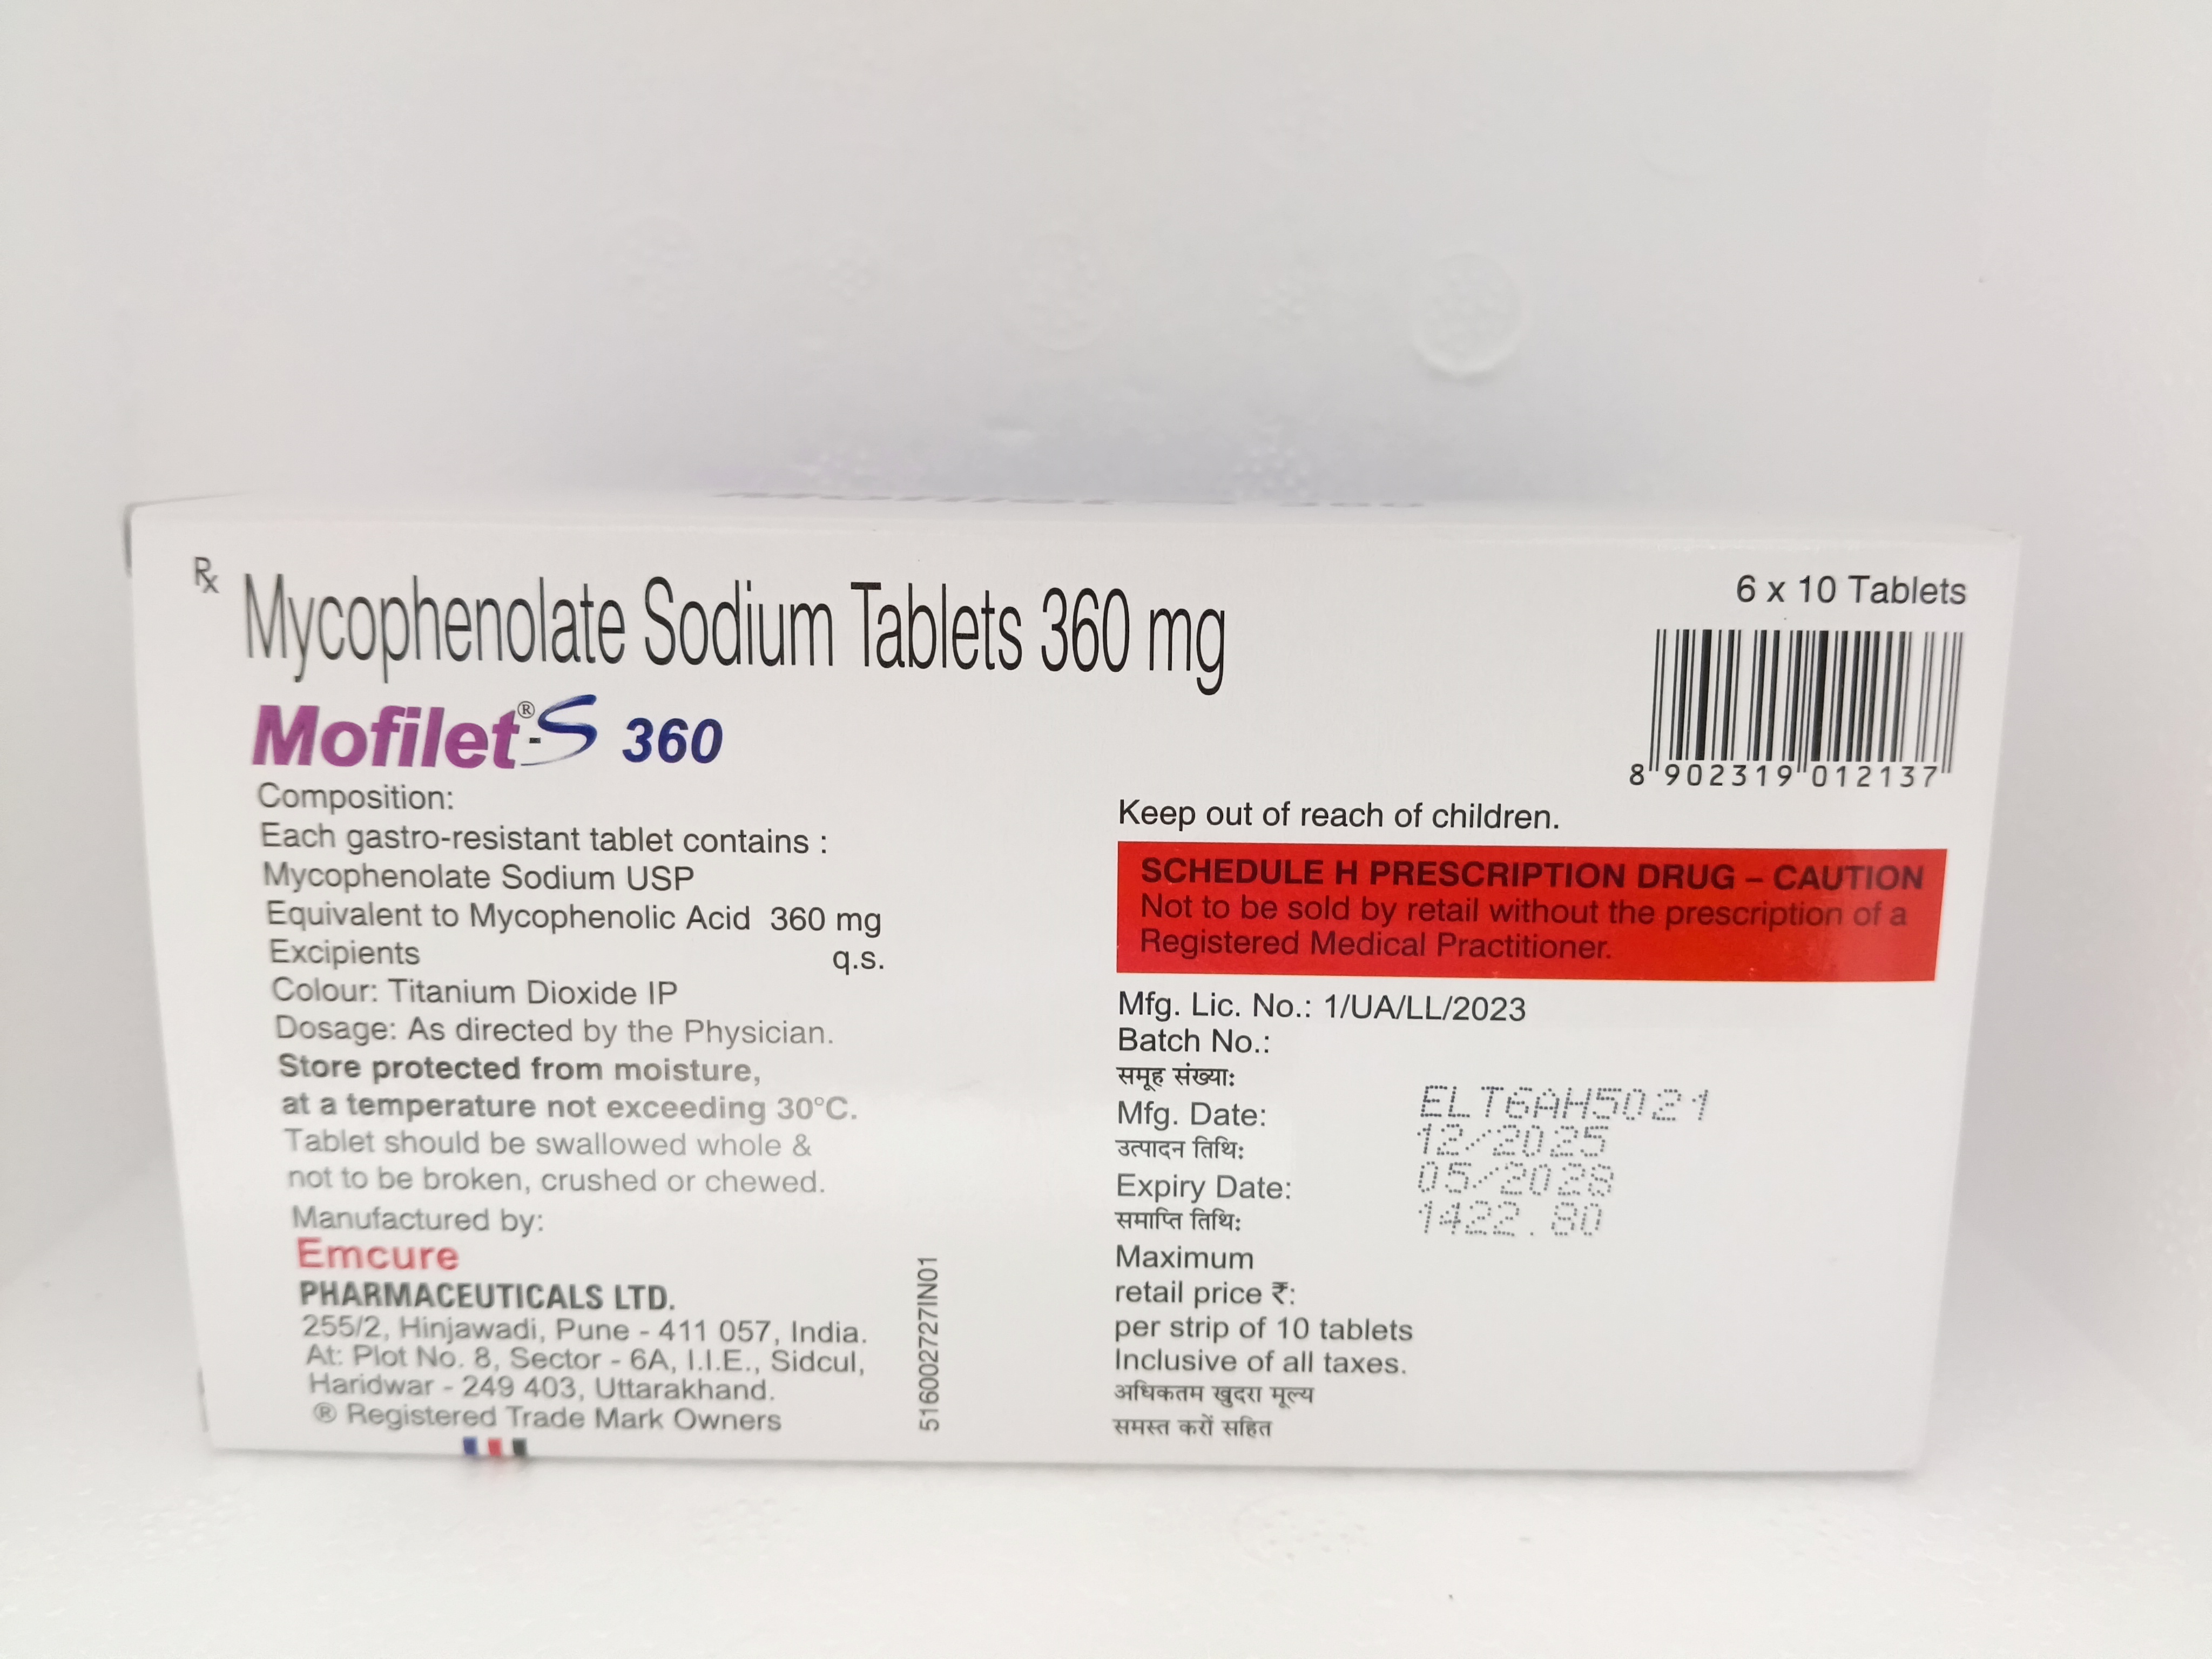 Rx Mycophenolate Sodium Tablets 360 mg
Mofilet®-S 360
Composition:
Each gastro-resistant tablet contains :
Mycophenolate Sodium USP
Equivalent to Mycophenolic Acid 360 mg
Excipients q.s.
Colour: Titanium Dioxide IP
Dosage: As directed by the Physician.
Store protected from moisture,
at a temperature not exceeding 30°C.
Tablet should be swallowed whole &
not to be broken, crushed or chewed.
Manufactured by:
Emcure
PHARMACEUTICALS LTD.
255/2, Hinjawadi, Pune - 411 057, India.
At: Plot No. 8, Sector - 6A, I.I.E., Sidcul,
Haridwar - 249 403, Uttarakhand.
® Registered Trade Mark Owners
516002727IN01
6 x 10 Tablets
8 902319 012137
Keep out of reach of children.
SCHEDULE H PRESCRIPTION DRUG – CAUTION
Not to be sold by retail without the prescription of a
Registered Medical Practitioner.
Mfg. Lic. No.: 1/UA/LL/2023
Batch No.:
समूह संख्या:
Mfg. Date:
उत्पादन तिथि:
Expiry Date:
समाप्ति तिथि:
Maximum
retail price ₹:
per strip of 10 tablets
Inclusive of all taxes.
अधिकतम खुदरा मूल्य
समस्त करों सहित
ELT6AH5021
12/2025
05/2028
1422.80